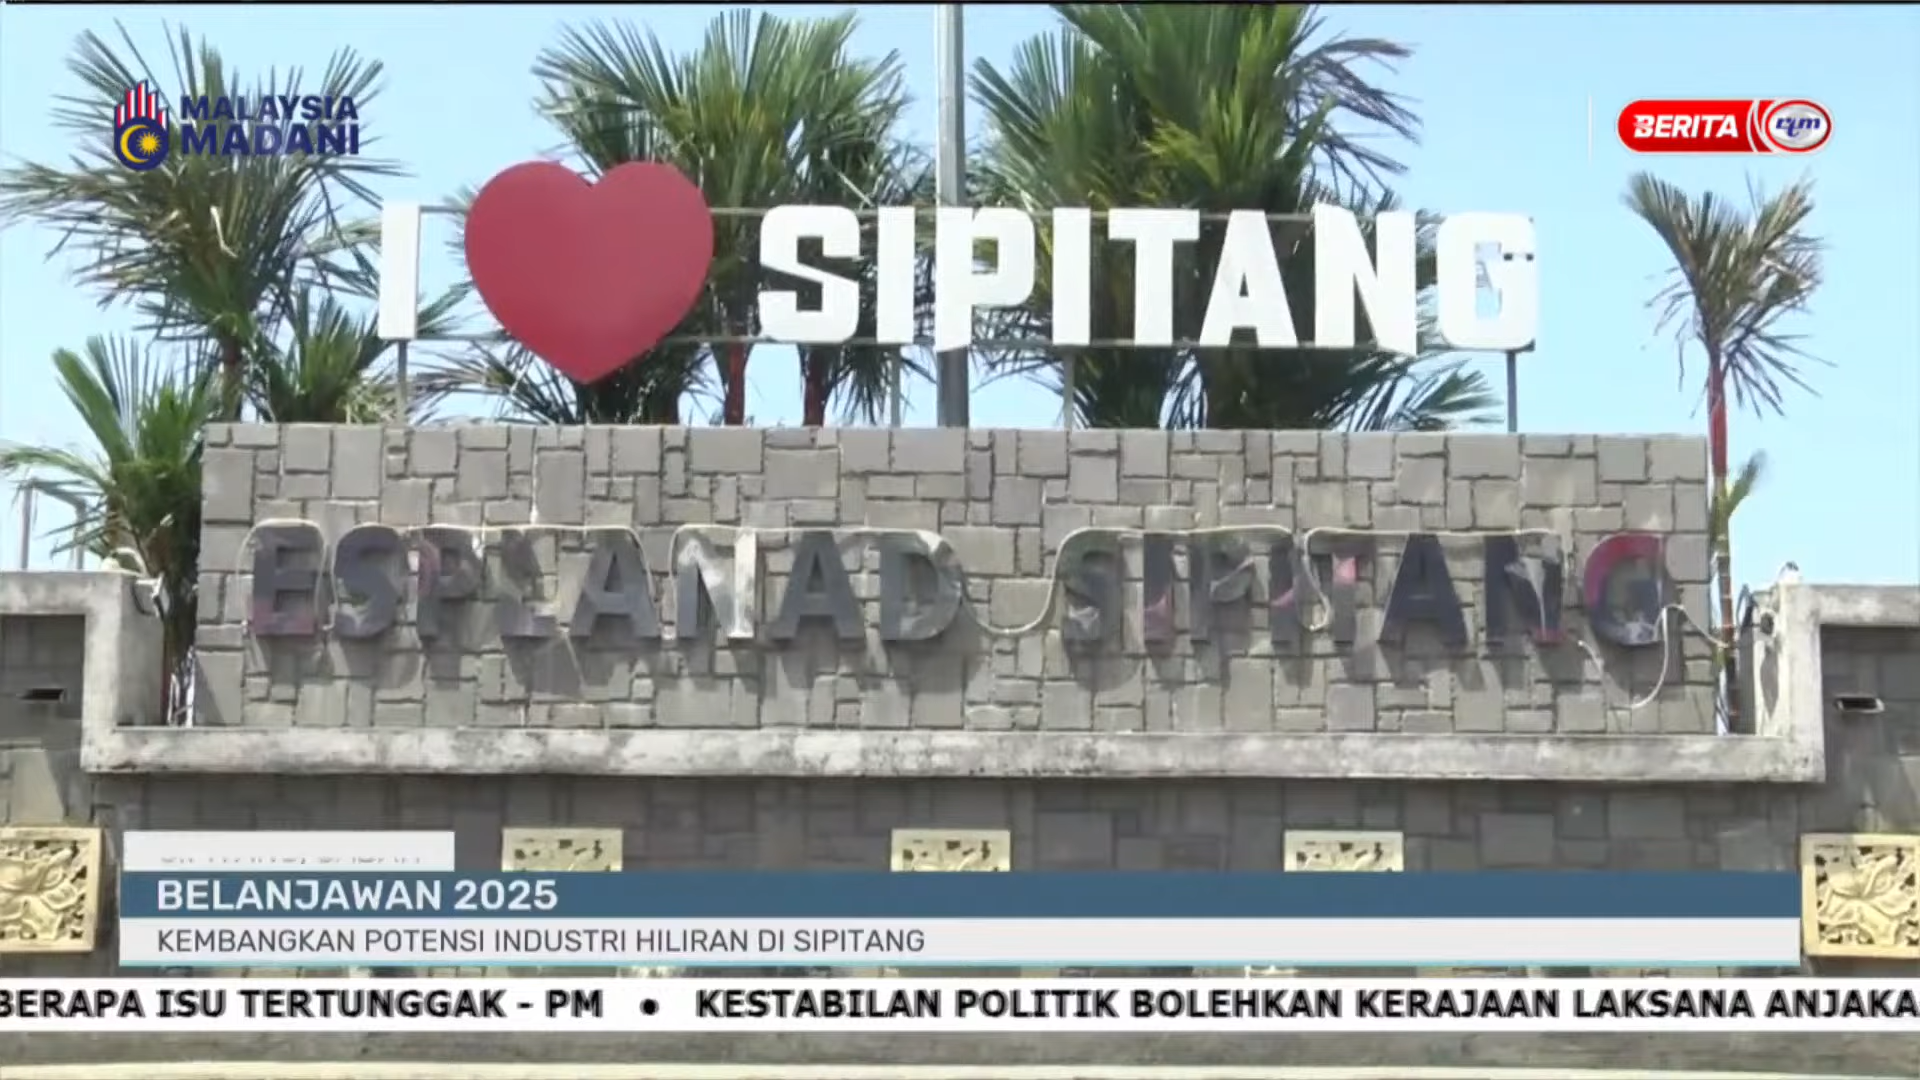 MALAYSIA
MADANI
BERITA rtm
I SIPITANG
ESPLANAD SIPITANG
BELANJAWAN 2025
KEMBANGKAN POTENSI INDUSTRI HILIRAN DI SIPITANG
BERAPA ISU TERTUNGGAK - PM • KESTABILAN POLITIK BOLEHKAN KERAJAAN LAKSANA ANJAKA